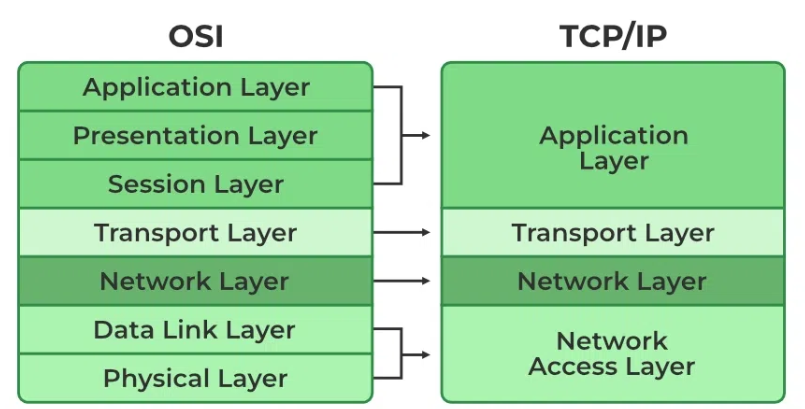 OSI
Application Layer
Presentation Layer
Session Layer
Transport Layer
Network Layer
Data Link Layer
Physical Layer
TCP/IP
Application
Layer
Transport Layer
Network Layer
Network
Access Layer